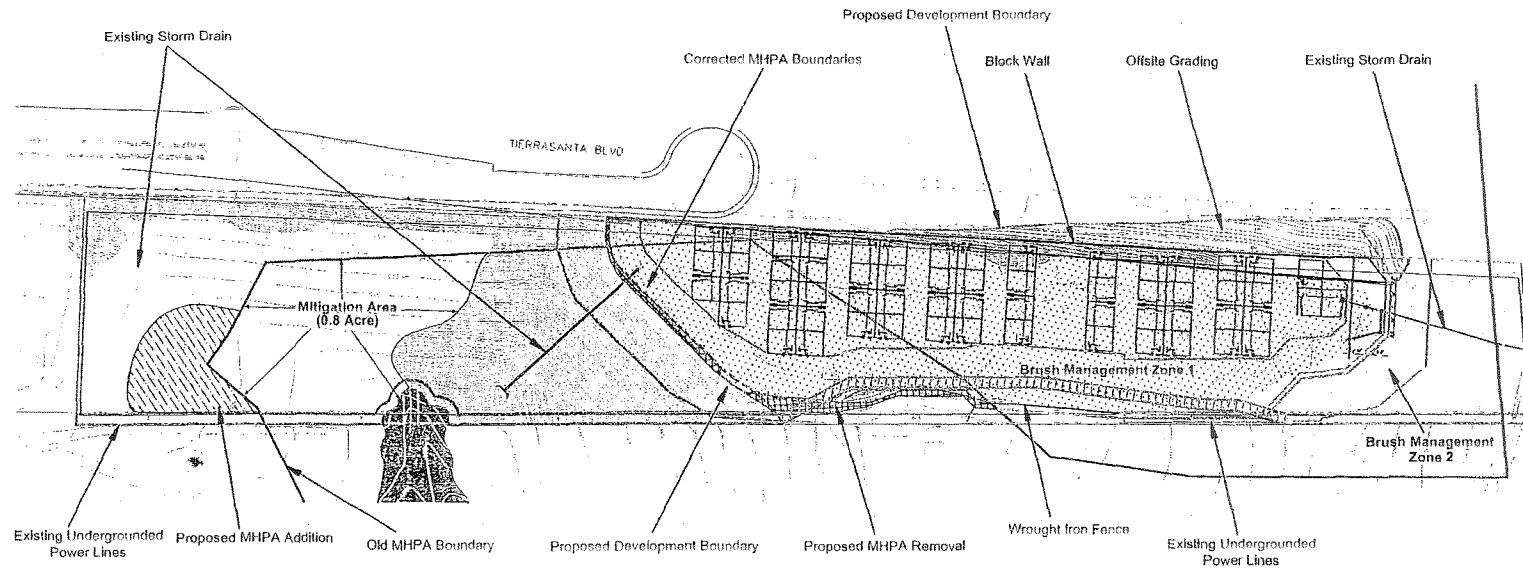 Proposed Development Boundary
Existing Storm Drain
Corrected MHPA Boundaries
Block Wall
Offsite Grading
Existing Storm Drain
TIERRASANTA BLVD
Mitigation Area
(0.8 Acre)
Brush Management Zone 1
Brush Management
Zone 2
Existing Undergrounded
Power Lines
Proposed MHPA Addition
Old MHPA Boundary
Proposed Development Boundary
Proposed MHPA Removal
Wrought Iron Fence
Existing Undergrounded
Power Lines